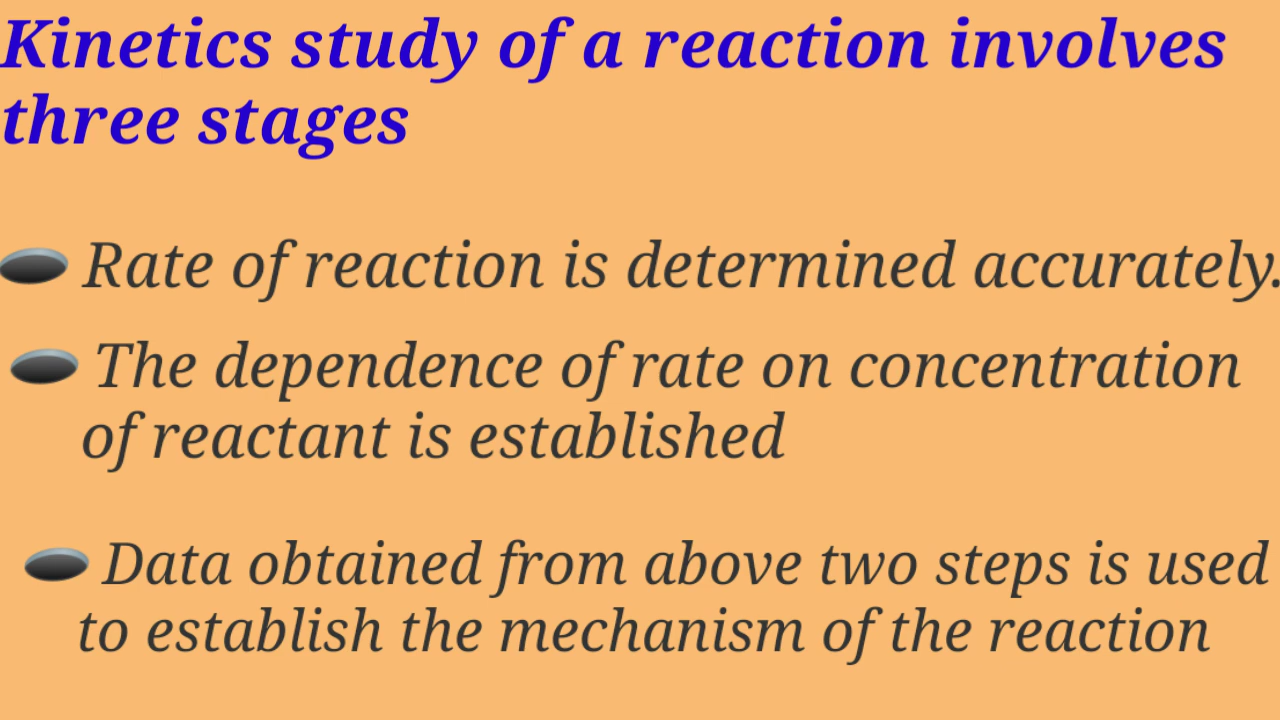 Kinetics study of a reaction involves
three stages
Rate of reaction is determined accurately.
The dependence of rate on concentration
of reactant is established
Data obtained from above two steps is used
to establish the mechanism of the reaction